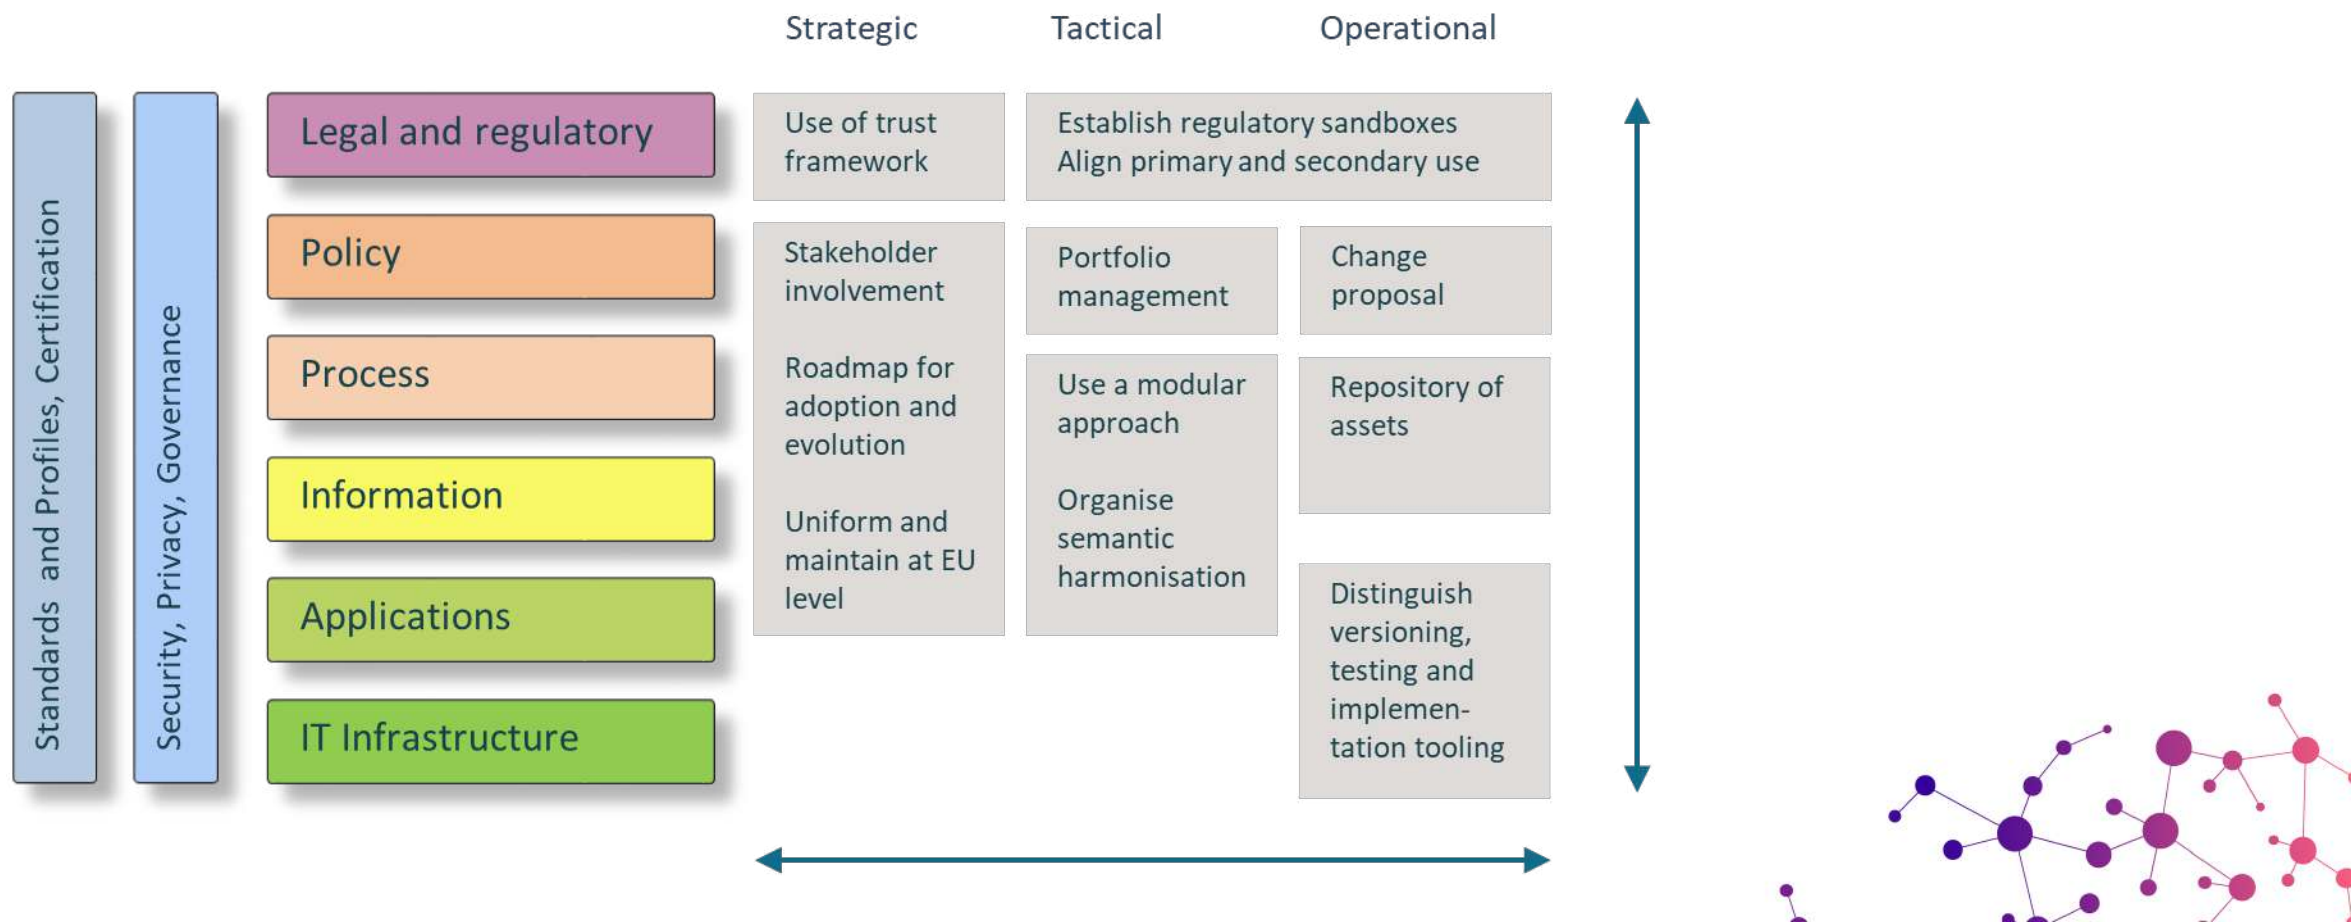 Strategic
Tactical
Operational
Standards and Profiles, Certification
Security, Privacy, Governance
Legal and regulatory
Policy
Process
Information
Applications
IT Infrastructure
Use of trust
framework
Establish regulatory sandboxes
Align primary and secondary use
Stakeholder
involvement
Roadmap for
adoption and
evolution
Uniform and
maintain at EU
level
Portfolio
management
Change
proposal
Use a modular
approach
Organise
semantic
harmonisation
Repository of
assets
Distinguish
versioning,
testing and
implemen-
tation tooling